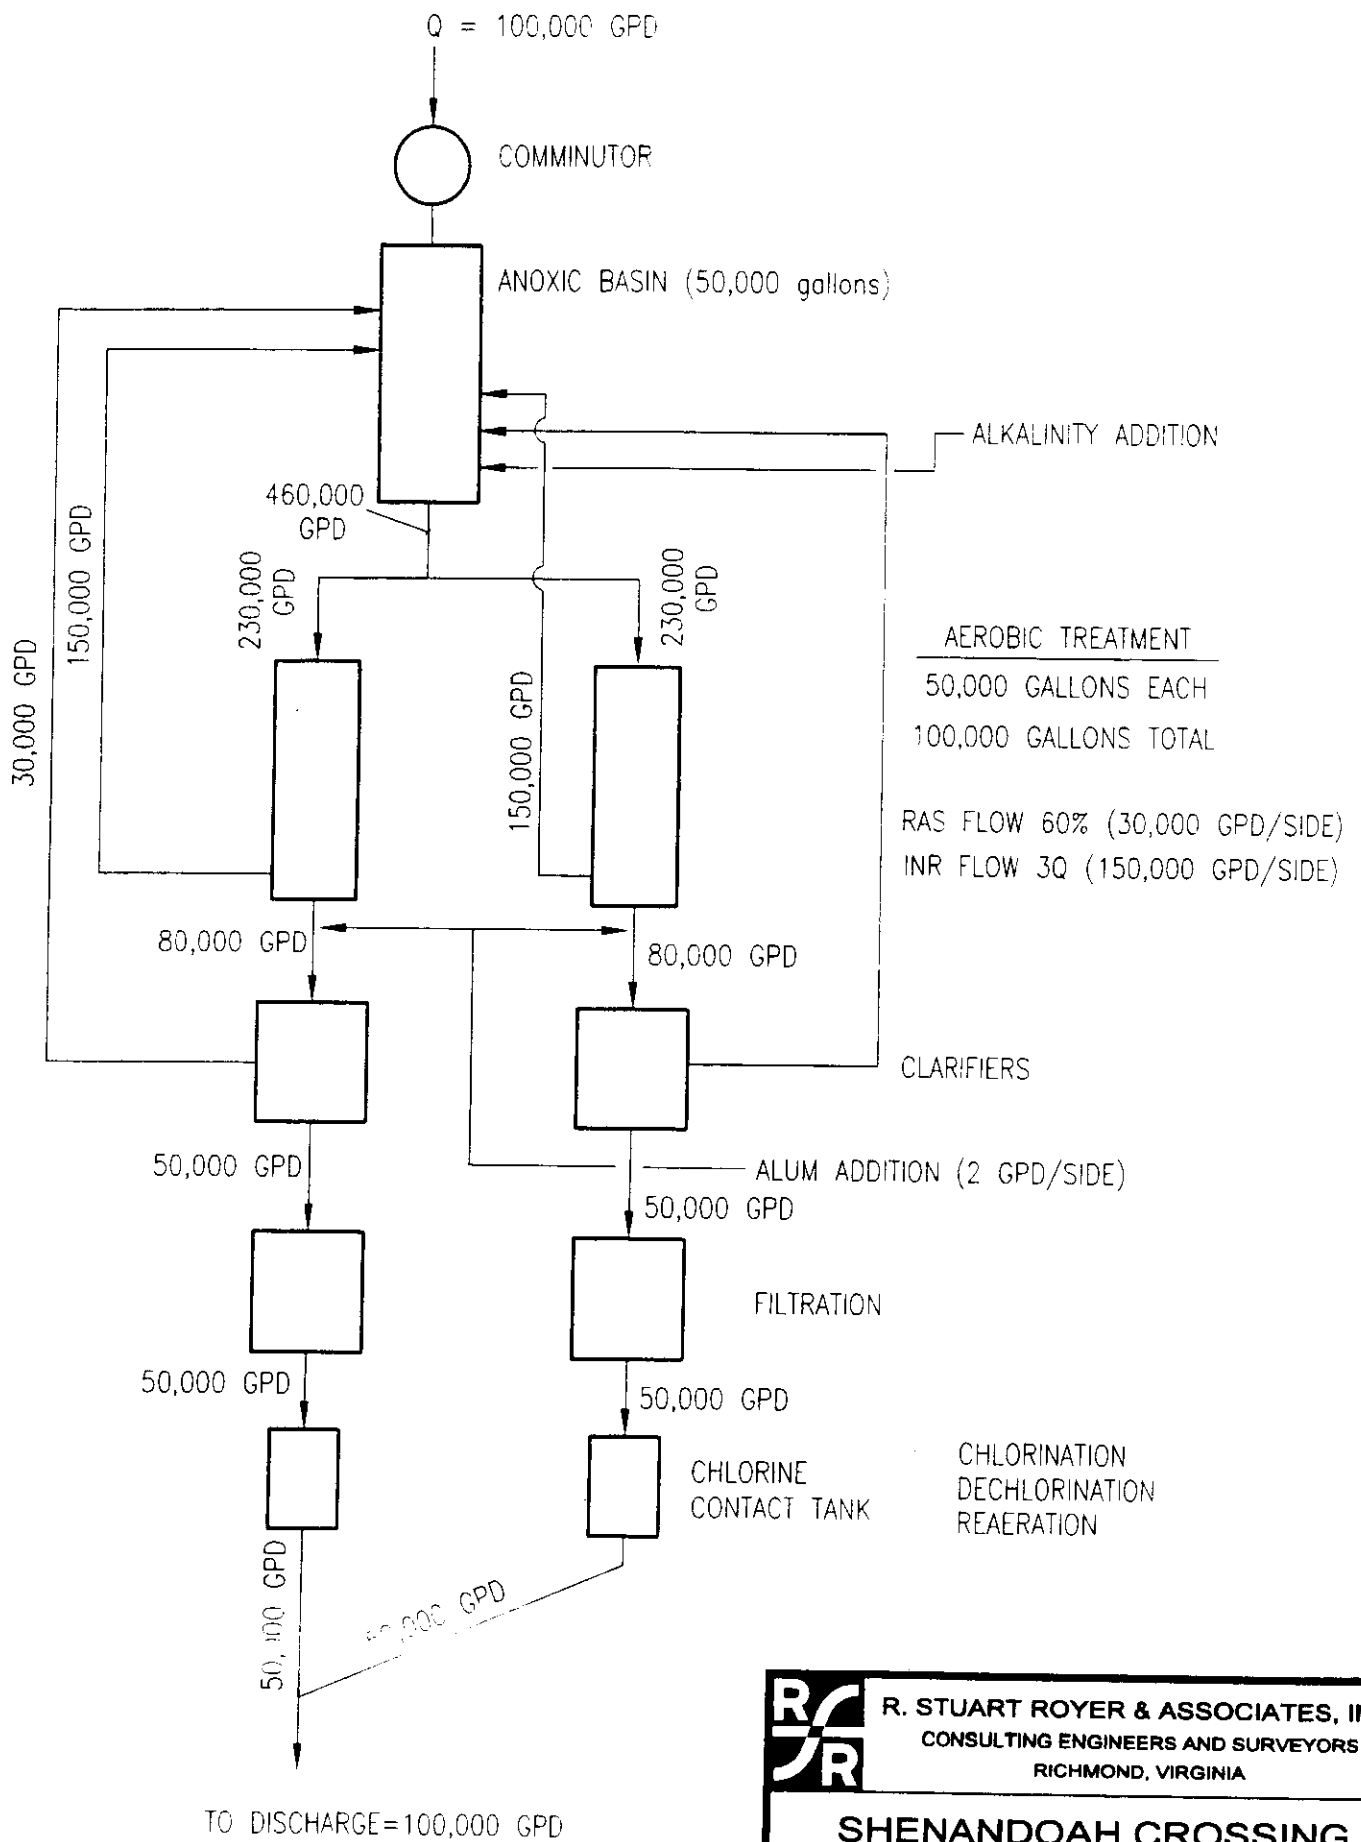 Q = 100,000 GPD
COMMINUTOR
ANOXIC BASIN (50,000 gallons)
ALKALINITY ADDITION
460,000
GPD
30,000 GPD
150,000 GPD
230,000
GPD
150,000 GPD
230,000
GPD
AEROBIC TREATMENT
50,000 GALLONS EACH
100,000 GALLONS TOTAL
RAS FLOW 60% (30,000 GPD/SIDE)
INR FLOW 3Q (150,000 GPD/SIDE)
80,000 GPD
80,000 GPD
CLARIFIERS
50,000 GPD
ALUM ADDITION (2 GPD/SIDE)
50,000 GPD
FILTRATION
50,000 GPD
50,000 GPD
CHLORINE
CONTACT TANK
CHLORINATION
DECHLORINATION
REAERATION
GPD
GPD
TO DISCHARGE=100,000 GPD
R R
R. STUART ROYER & ASSOCIATES,
CONSULTING ENGINEERS AND SURVEYORS
RICHMOND, VIRGINIA
SHENANDOAH CROSSING